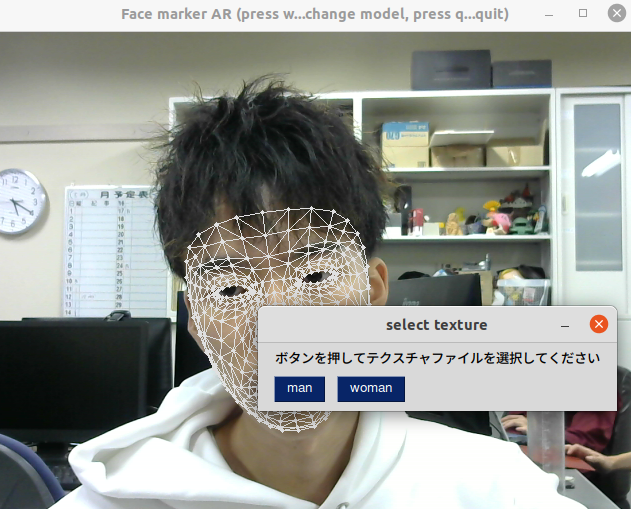 Face marker AR (press w...change model, press q...quit)
月予定表
select texture
ボタンを押してテクスチャファイルを選択してください
man
woman